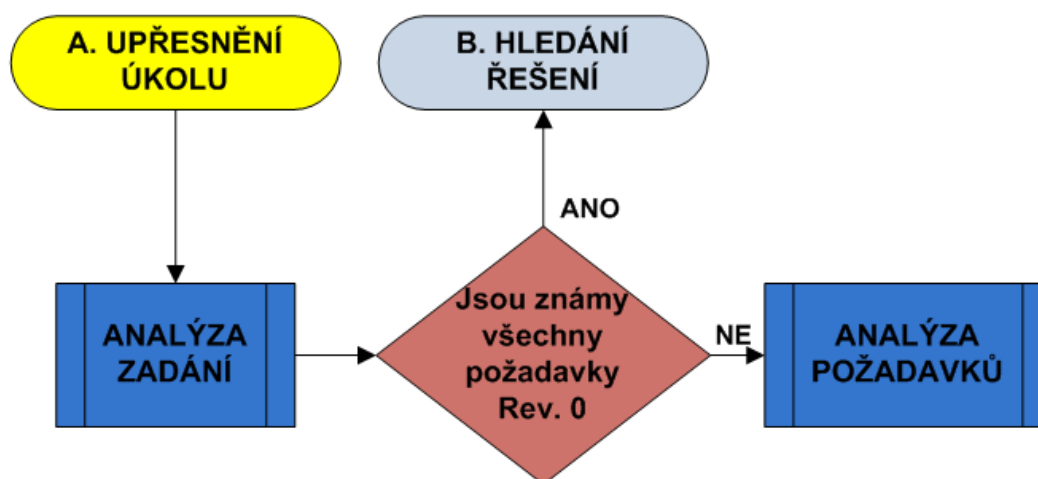 A. UPŘESNĚNÍ
ÚKOLU
B. HLEDÁNÍ
ŘEŠENÍ
ANO
ANALÝZA
ZADÁNÍ
Jsou známy
všechny
požadavky
Rev. 0
NE
ANALÝZA
POŽADAVKŮ